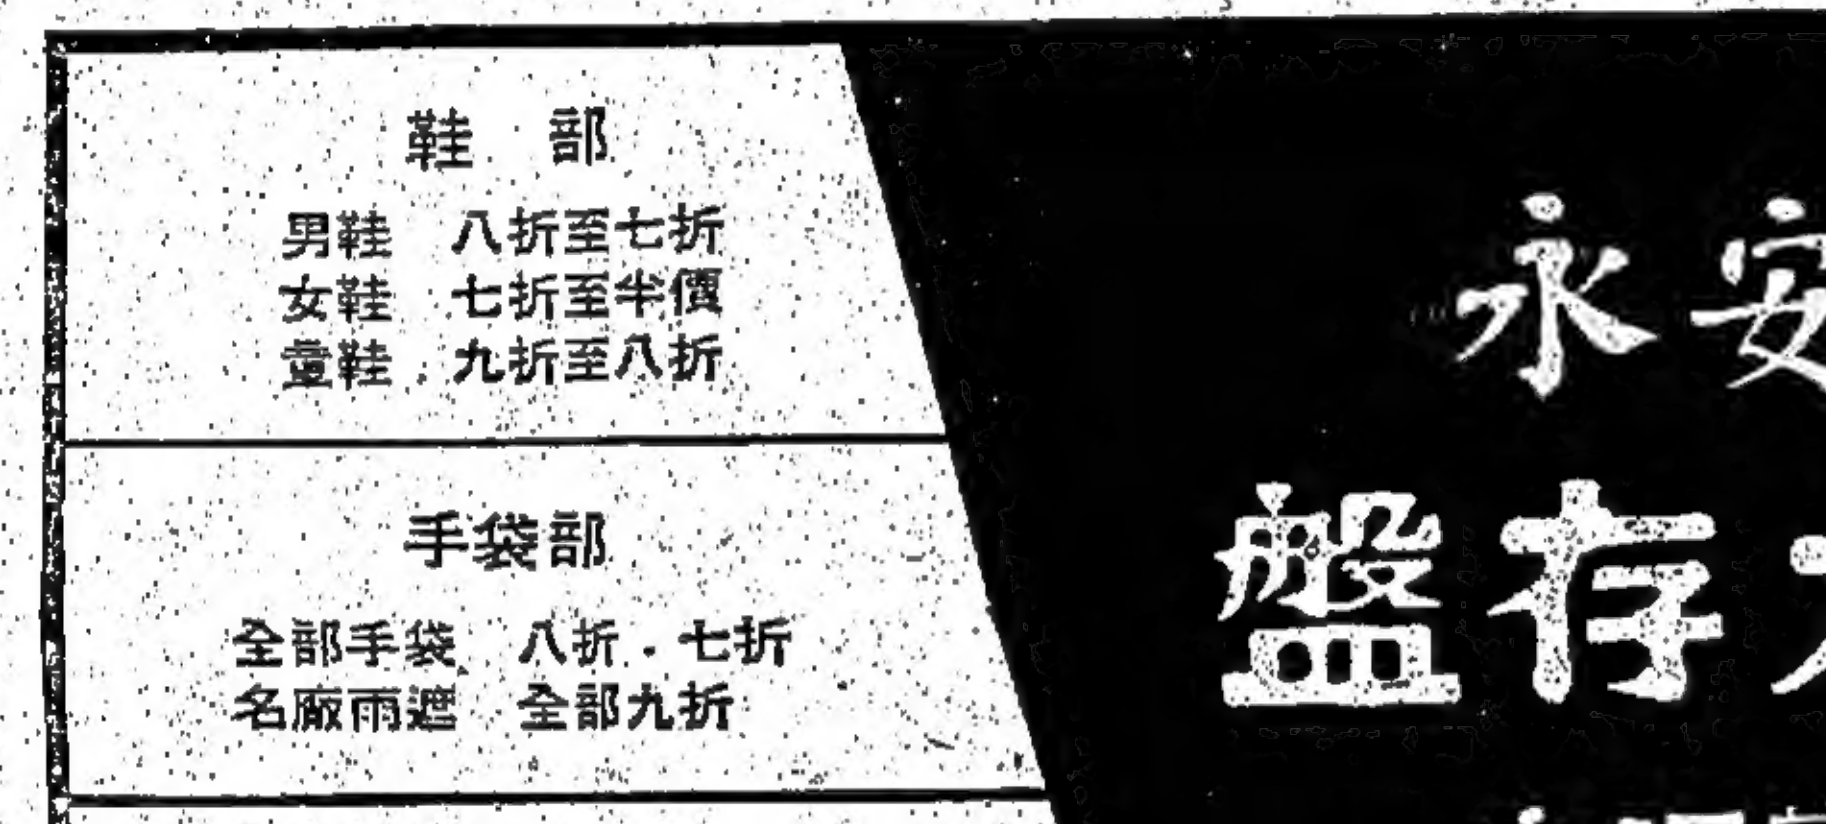 鞋部
男鞋 八折至七折
女鞋 七折至半價
童鞋 九折至八折
手袋部
全部手袋 八折．七折
名廠雨遮 全部九折
永安
盤存